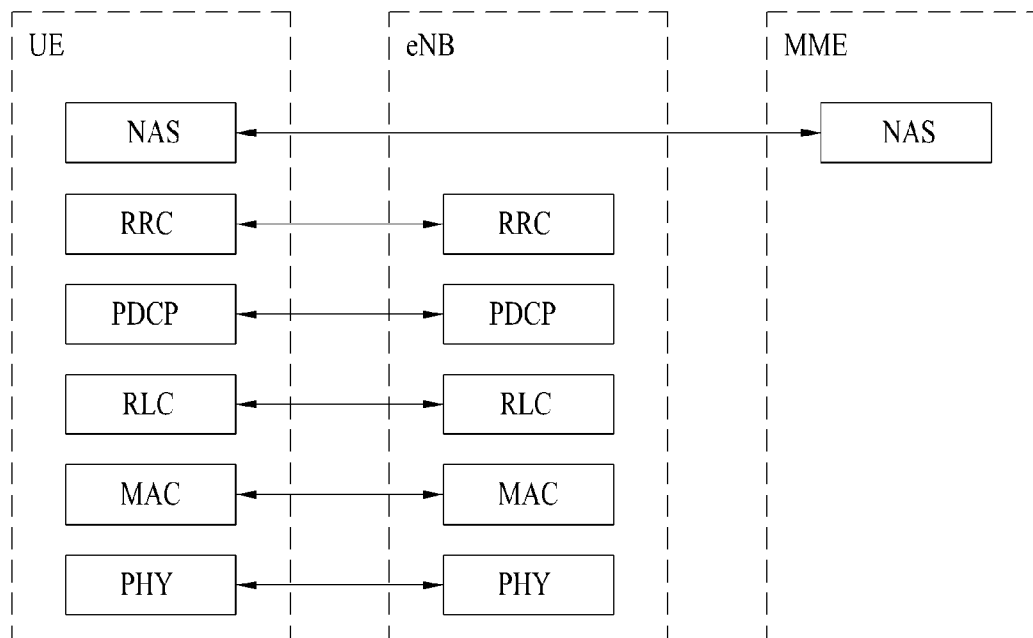 UE eNB MME
NAS NAS
RRC RRC
PDCP PDCP
RLC RLC
MAC MAC
PHY PHY